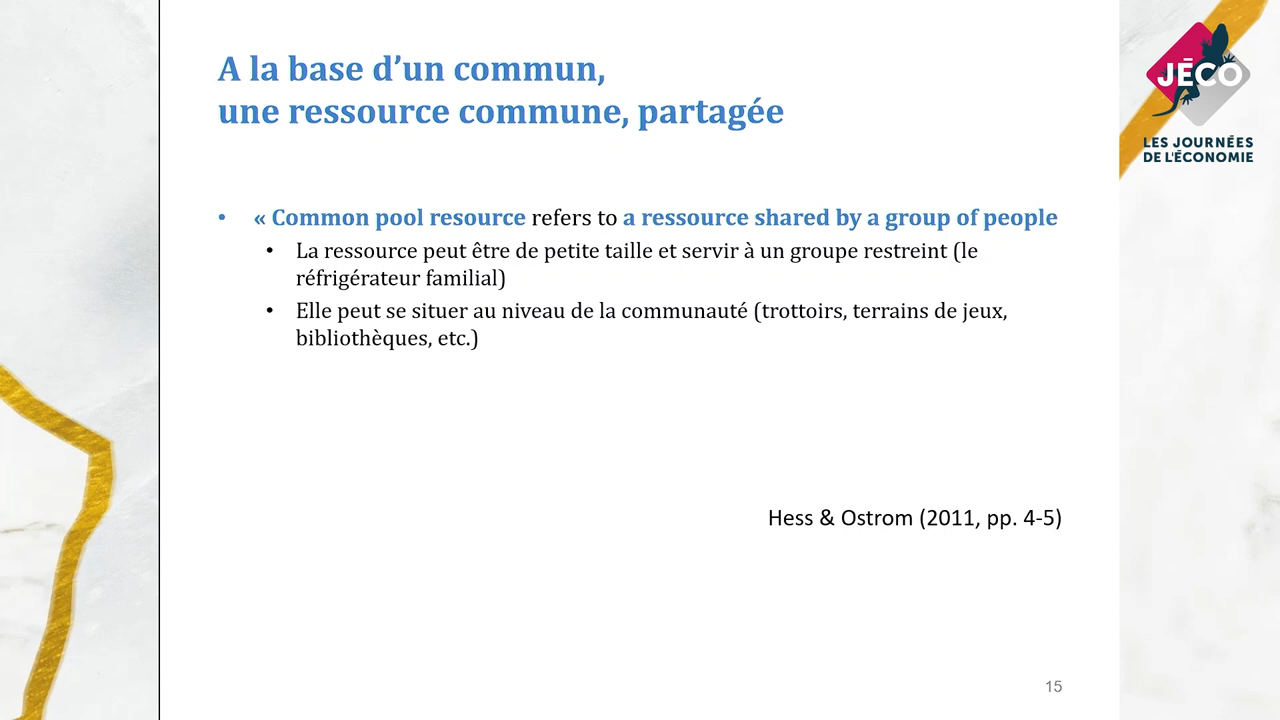 A la base d’un commun,
une ressource commune, partagée
• « Common pool resource refers to a ressource shared by a group of people
• La ressource peut être de petite taille et servir à un groupe restreint (le
réfrigérateur familial)
• Elle peut se situer au niveau de la communauté (trottoirs, terrains de jeux,
bibliothèques, etc.)
Hess & Ostrom (2011, pp. 4-5)
15
JÉCO
LES JOURNÉES
DE L'ÉCONOMIE